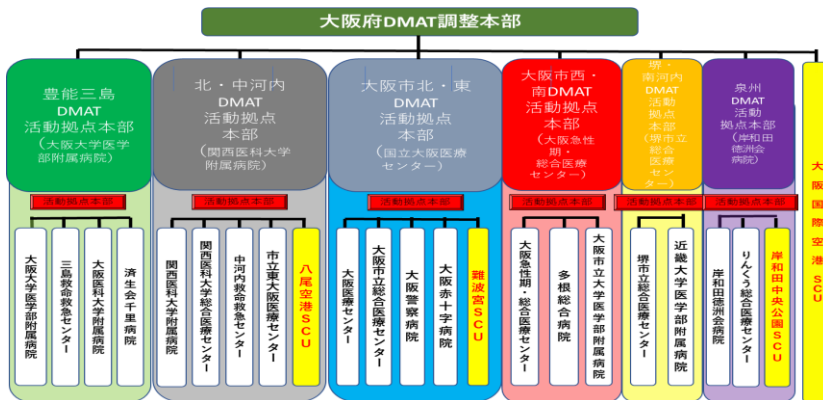 大阪府DMAT調整本部
豊能三島
DMAT
活動拠点本部
(大阪大学医学
部附属病院)
北・中河内
DMAT
活動拠点
本部
(関西医科大学
附属病院)
大阪市北・東
DMAT
活動拠点
本部
(国立大阪医療
センター)
大阪市西・
南DMAT
活動拠点
本部
(大阪急性
期・総合医療
センター)
堺・
南河内
DMAT
活動
拠点本
部
(堺市立総合
医療セン
ター)
泉州
DMAT
活動
拠点本部
(岸和田
徳洲会
病院)
大阪国際空港SCU
活動拠点本部
活動拠点本部
活動拠点本部
活動拠点本部
活動拠点本部
活動拠点本部
大阪大学医学部附属病院
三島救命救急センター
大阪医科大学附属病院
済生会千里病院
関西医科大学附属病院
関西医科大学総合医療センター
中河内救命救急センター
市立東大阪医療センター
八尾空港SCU
大阪医療センター
大阪市立総合医療センター
大阪警察病院
大阪赤十字病院
難波宮SCU
大阪急性期・総合医療センター
多根総合病院
大阪市立大学医学部附属病院
堺市立総合医療センター
近畿大学医学部附属病院
岸和田徳洲会病院
りんくう総合医療センター
岸和田中央公園SCU